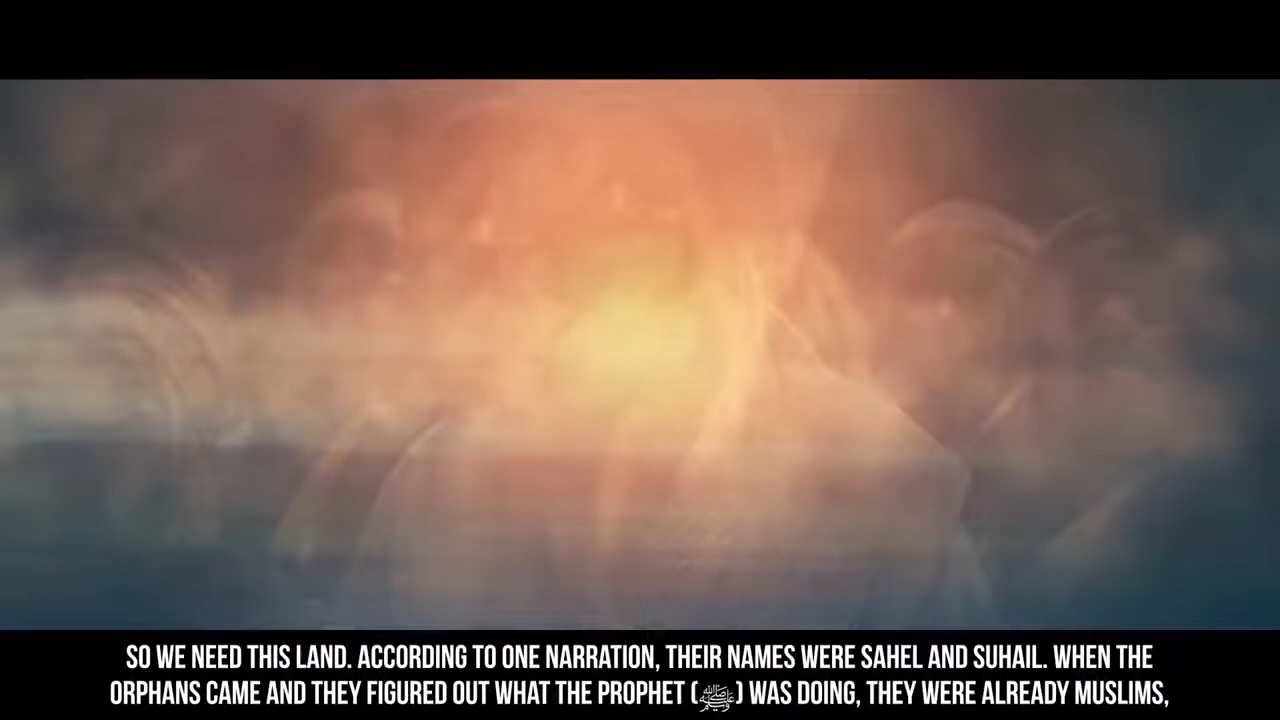 SO WE NEED THIS LAND. ACCORDING TO ONE NARRATION, THEIR NAMES WERE SAHEL AND SUHAIL. WHEN THE
ORPHANS CAME AND THEY FIGURED OUT WHAT THE PROPHET (ﷺ) WAS DOING, THEY WERE ALREADY MUSLIMS,